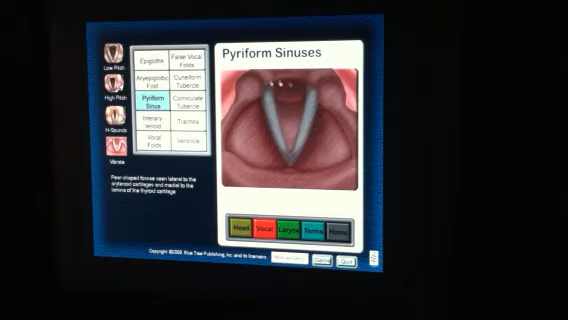 Pyriform Sinuses
Low Pitch
High Pitch
H-Sounds
Vibrate
Epiglottis
False Vocal Folds
Aryepiglottic Fold
Cuneiform Tubercle
Pyriform Sinus
Corniculate Tubercle
Interary tenoid
Trachea
Vocal Folds
Ventricle
Pear-shaped fossae seen lateral to the
arytenoid cartilages and medial to the
lamina of the thyroid cartilage
Head
Vocal
Larynx
Terms
Home
Copyright ©2000 Blue Tree Publishing, Inc. and its licensors.
Quit